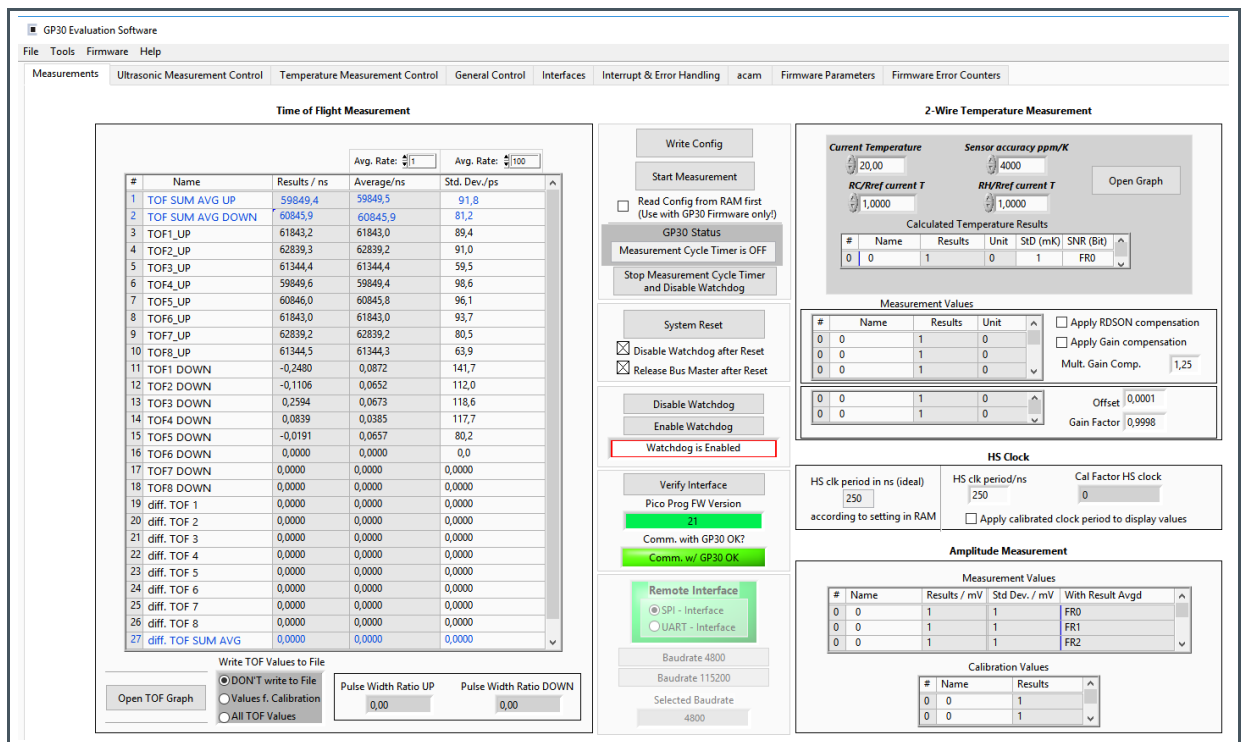 GP30 Evaluation Software
File Tools Firmware Help
Measurements Ultrasonic Measurement Control Temperature Measurement Control General Control Interfaces Interrupt & Error Handling acam Firmware Parameters Firmware Error Counters
Time of Flight Measurement
Avg. Rate: 1 Avg. Rate: 100
# Name Results / ns Average/ns Std. Dev./ps
1 TOF SUM AVG UP 59849,4 59849,5 91,8
2 TOF SUM AVG DOWN 60845,9 60845,9 81,2
3 TOF1_UP 61843,2 61843,0 89,4
4 TOF2_UP 62839,3 62839,2 91,0
5 TOF3_UP 61344,4 61344,4 59,5
6 TOF4_UP 59849,6 59849,4 98,6
7 TOF5_UP 60846,0 60845,8 96,1
8 TOF6_UP 61843,0 61843,0 93,7
9 TOF7_UP 62839,2 62839,2 80,5
10 TOF8_UP 61344,5 61344,3 63,9
11 TOF1 DOWN -0,2480 0,0872 141,7
12 TOF2 DOWN -0,1106 0,0652 112,0
13 TOF3 DOWN 0,2594 0,0673 118,6
14 TOF4 DOWN 0,0839 0,0385 117,7
15 TOF5 DOWN -0,0191 0,0657 80,2
16 TOF6 DOWN 0,0000 0,0000 0,0
17 TOF7 DOWN 0,0000 0,0000 0,0000
18 TOF8 DOWN 0,0000 0,0000 0,0000
19 diff. TOF 1 0,0000 0,0000 0,0000
20 diff. TOF 2 0,0000 0,0000 0,0000
21 diff. TOF 3 0,0000 0,0000 0,0000
22 diff. TOF 4 0,0000 0,0000 0,0000
23 diff. TOF 5 0,0000 0,0000 0,0000
24 diff. TOF 6 0,0000 0,0000 0,0000
25 diff. TOF 7 0,0000 0,0000 0,0000
26 diff. TOF 8 0,0000 0,0000 0,0000
27 diff. TOF SUM AVG 0,0000 0,0000 0,0000
Write TOF Values to File
Open TOF Graph
DON'T write to File
Values f. Calibration
All TOF Values
Pulse Width Ratio UP Pulse Width Ratio DOWN
0,00 0,00
Write Config
Start Measurement
Read Config from RAM first
(Use with GP30 Firmware only!)
GP30 Status
Measurement Cycle Timer is OFF
Stop Measurement Cycle Timer
and Disable Watchdog
System Reset
Disable Watchdog after Reset
Release Bus Master after Reset
Disable Watchdog
Enable Watchdog
Watchdog is Enabled
Verify Interface
Pico Prog FW Version
21
Comm. with GP30 OK?
Comm. w/ GP30 OK
Remote Interface
SPI - Interface
UART - Interface
Baudrate 4800
Baudrate 115200
Selected Baudrate
4800
2-Wire Temperature Measurement
Current Temperature Sensor accuracy ppm/K
20,00 4000
Open Graph
RC/Rref current T RH/Rref current T
1,0000 1,0000
Calculated Temperature Results
# Name Results Unit StD (mK) SNR (Bit)
0 0 1 0 1 FR0
Measurement Values
# Name Results Unit
0 0 1 0
0 0 1 0
0 0 1 0
Apply RDSON compensation
Apply Gain compensation
Mult. Gain Comp. 1,25
0 0 1 0
0 0 1 0
Offset 0,0001
Gain Factor 0,9998
HS Clock
HS clk period in ns (ideal) HS clk period/ns Cal Factor HS clock
250 250 0
according to setting in RAM Apply calibrated clock period to display values
Amplitude Measurement
Measurement Values
# Name Results / mV Std Dev. / mV With Result Avgd
0 0 1 1 FR0
0 0 1 1 FR1
0 0 1 1 FR2
Calibration Values
# Name Results
0 0 1
0 0 1